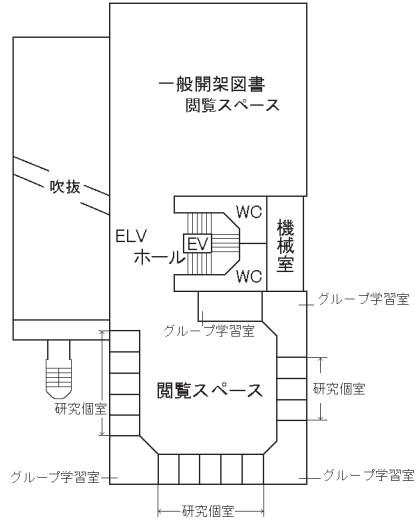 一般開架図書
閲覧スペース
吹抜
WC
ELV
ホール
EV
機械室
WC
グループ学習室
グループ学習室
閲覧スペース
研究個室
研究個室
グループ学習室
グループ学習室
研究個室